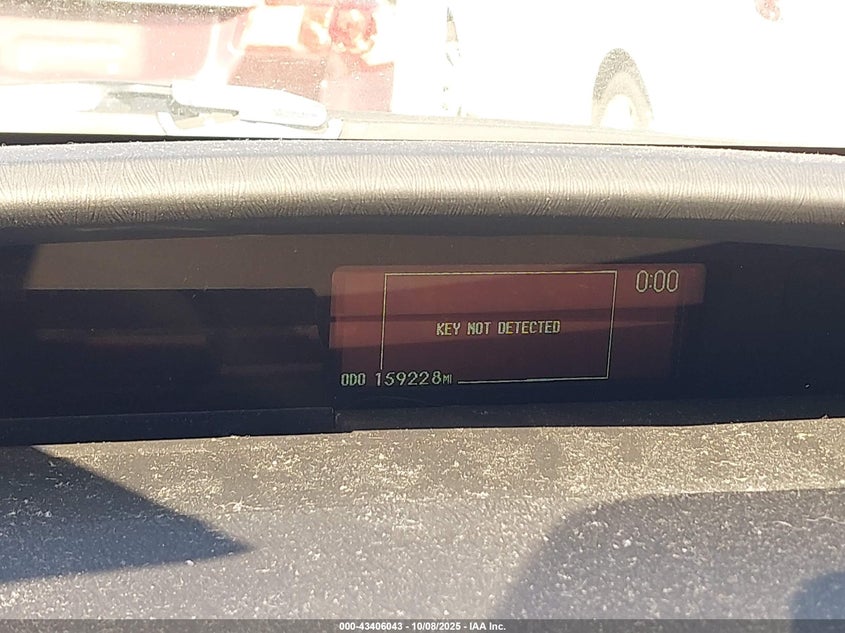 0:00
KEY NOT DETECTED
ODO 159228MI
000-43406043 - 10/08/2025 - IAA Inc.